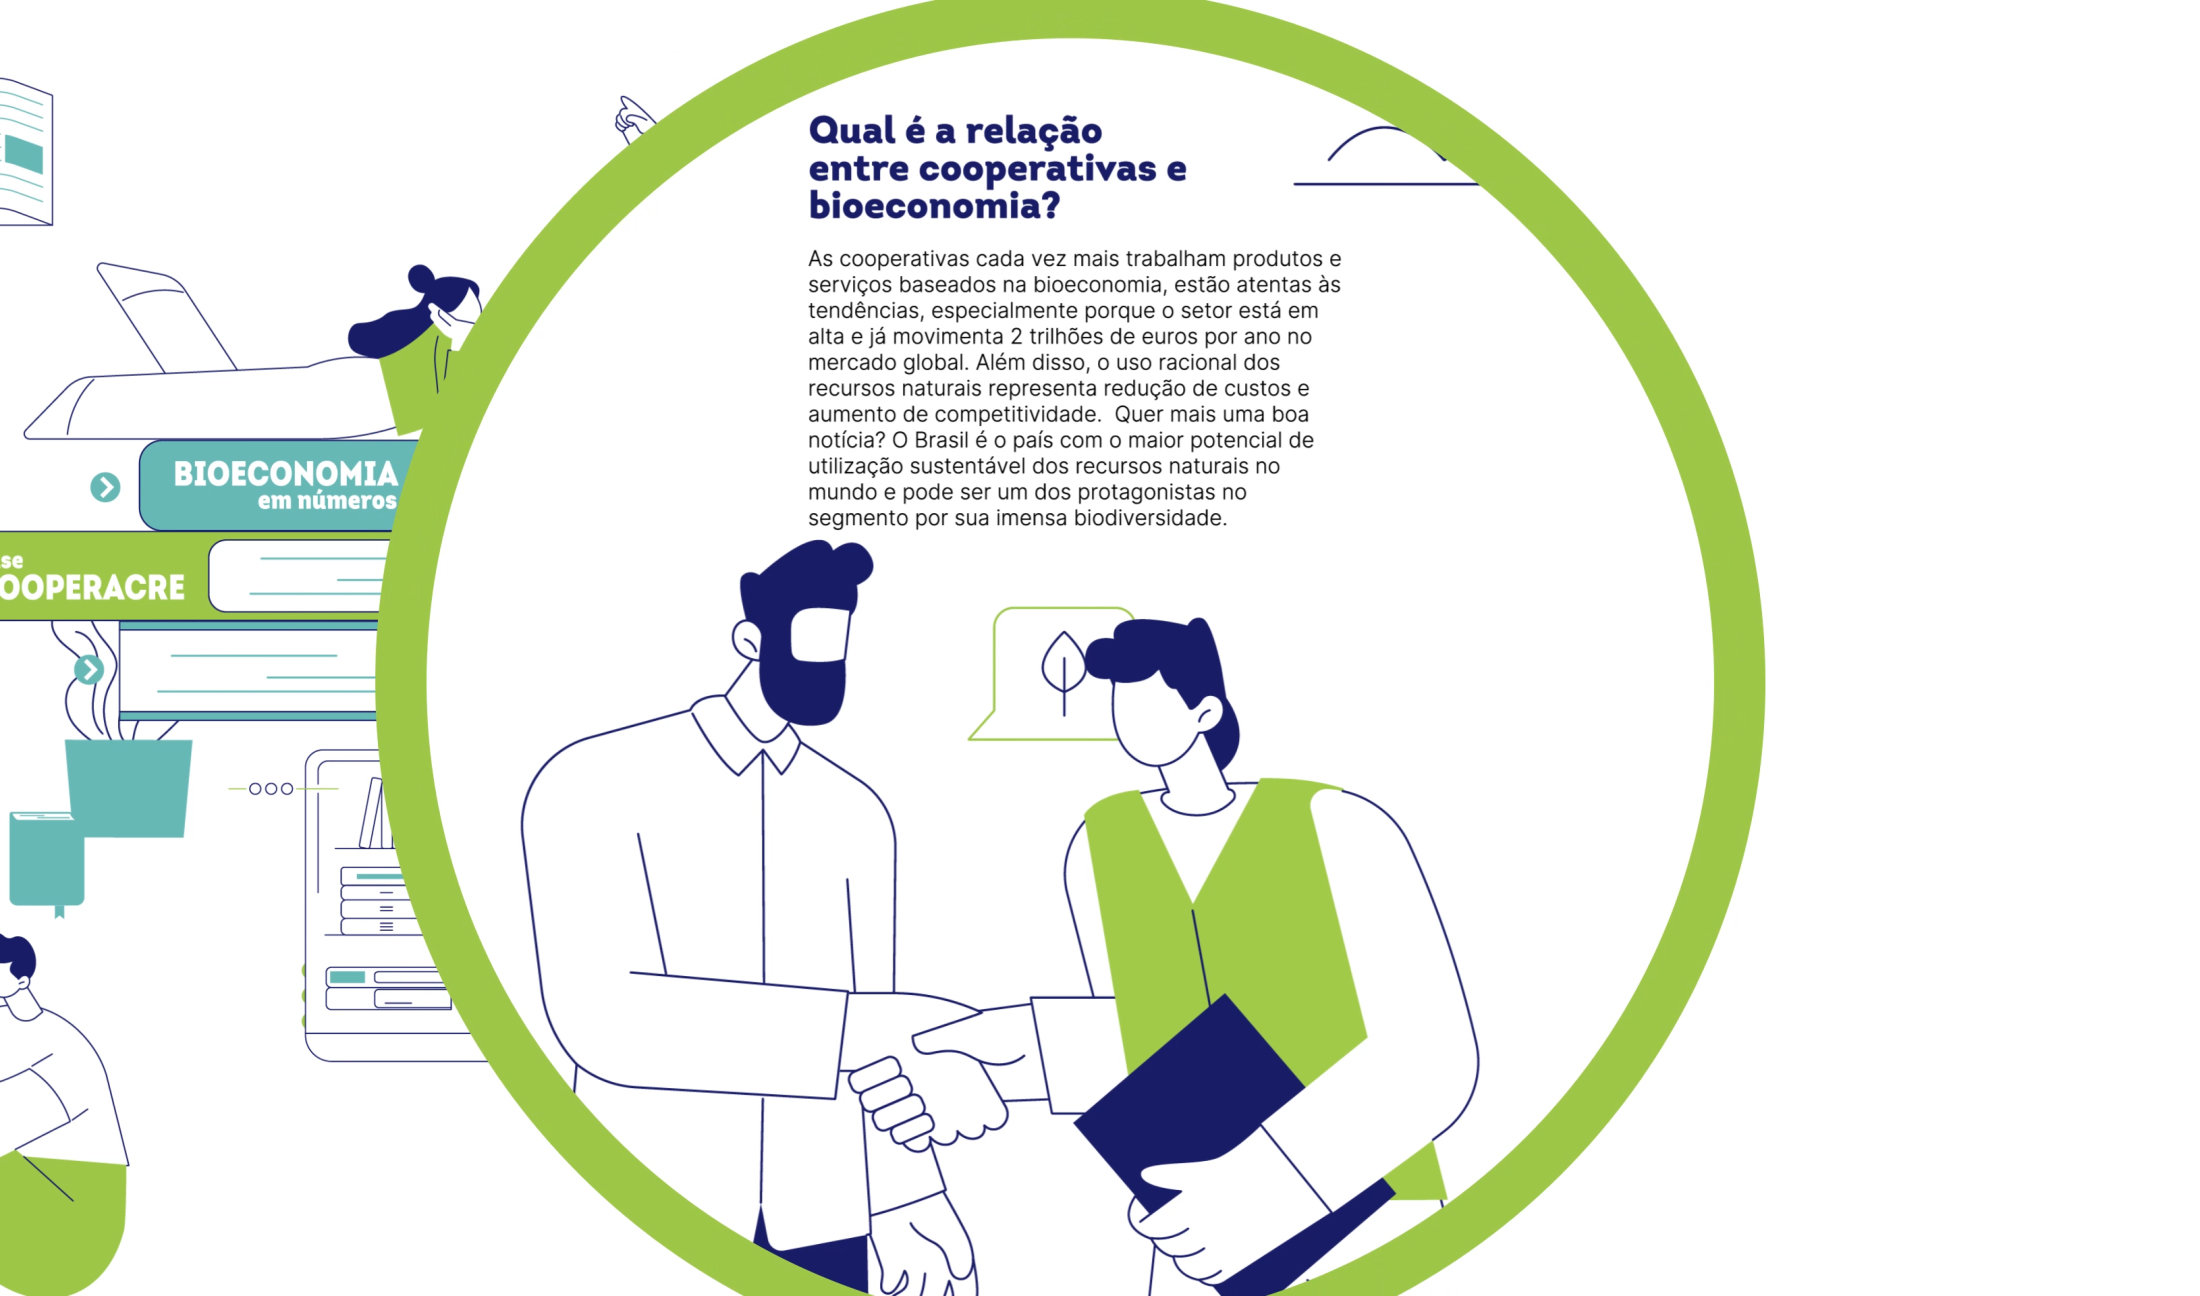 Qual é a relação
entre cooperativas e
bioeconomia?
As cooperativas cada vez mais trabalham produtos e
serviços baseados na bioeconomia, estão atentas às
tendências, especialmente porque o setor está em
alta e já movimenta 2 trilhões de euros por ano no
mercado global. Além disso, o uso racional dos
recursos naturais representa redução de custos e
aumento de competitividade.  Quer mais uma boa
notícia? O Brasil é o país com o maior potencial de
utilização sustentável dos recursos naturais no
mundo e pode ser um dos protagonistas no
segmento por sua imensa biodiversidade.
BIOECONOMIA
em números
se
OOPERACRE